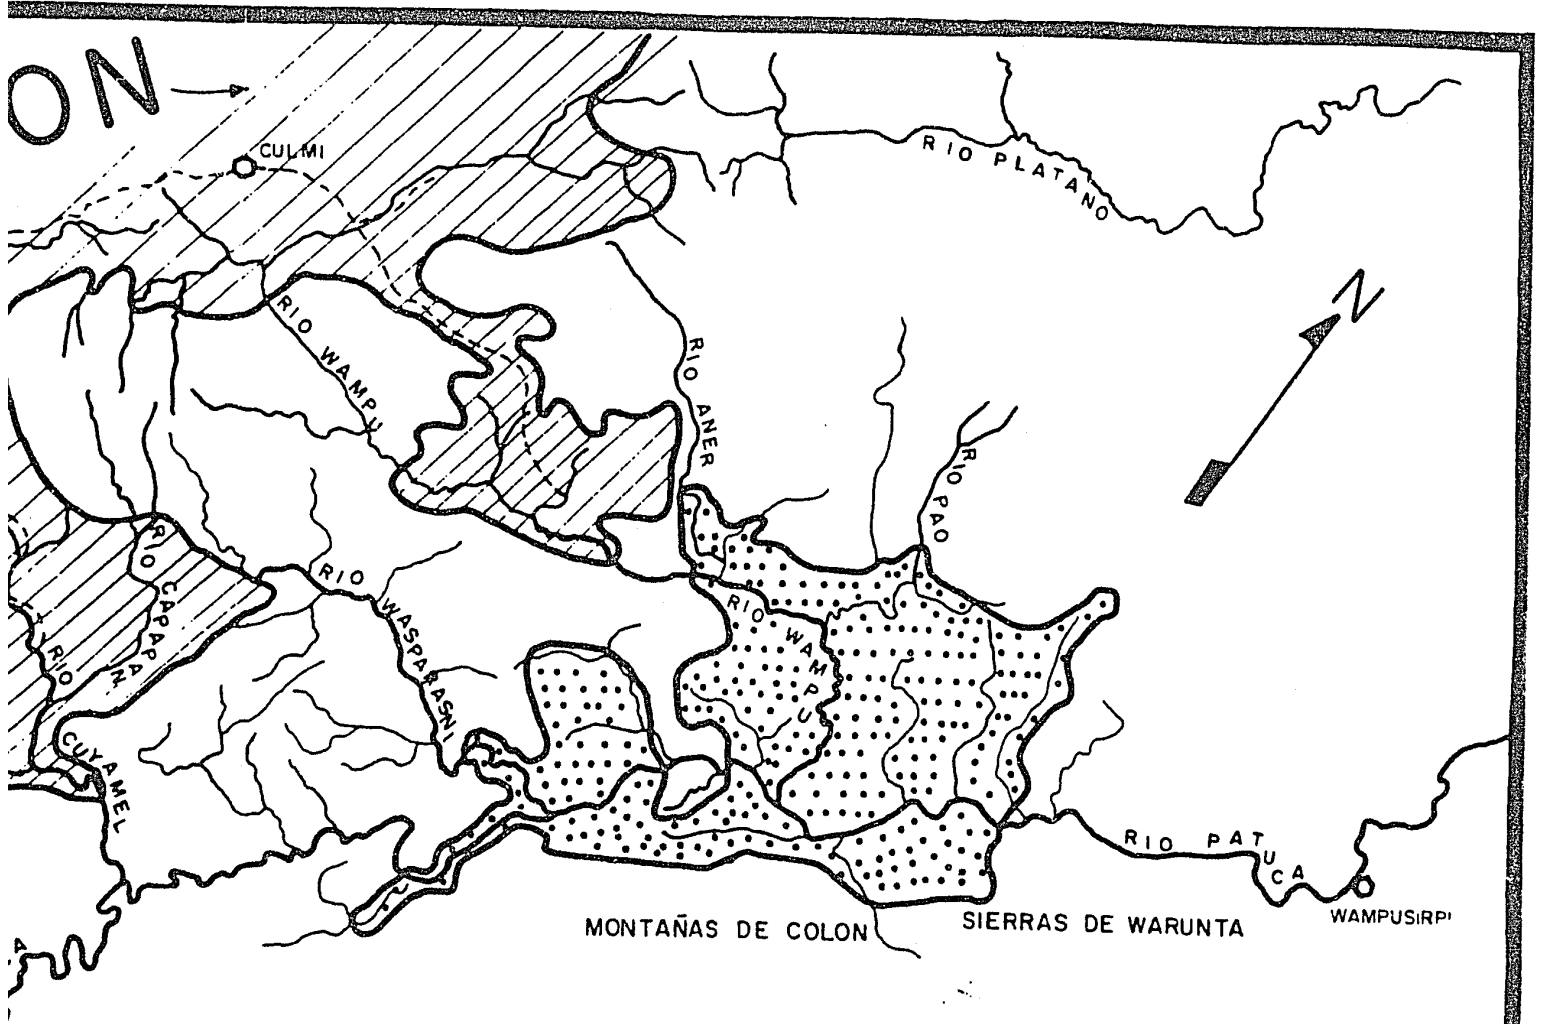 ON
CULMI
RIO PLATANO
N
RIO WAMPU
RIO ANER
RIO PAO
RIO CAPAPAN
RIO WASPARASNI
RIO WAMPU
RIO CUYAMEL
RIO PATUCA
WAMPUSiRPI
MONTAÑAS DE COLON
SIERRAS DE WARUNTA
A